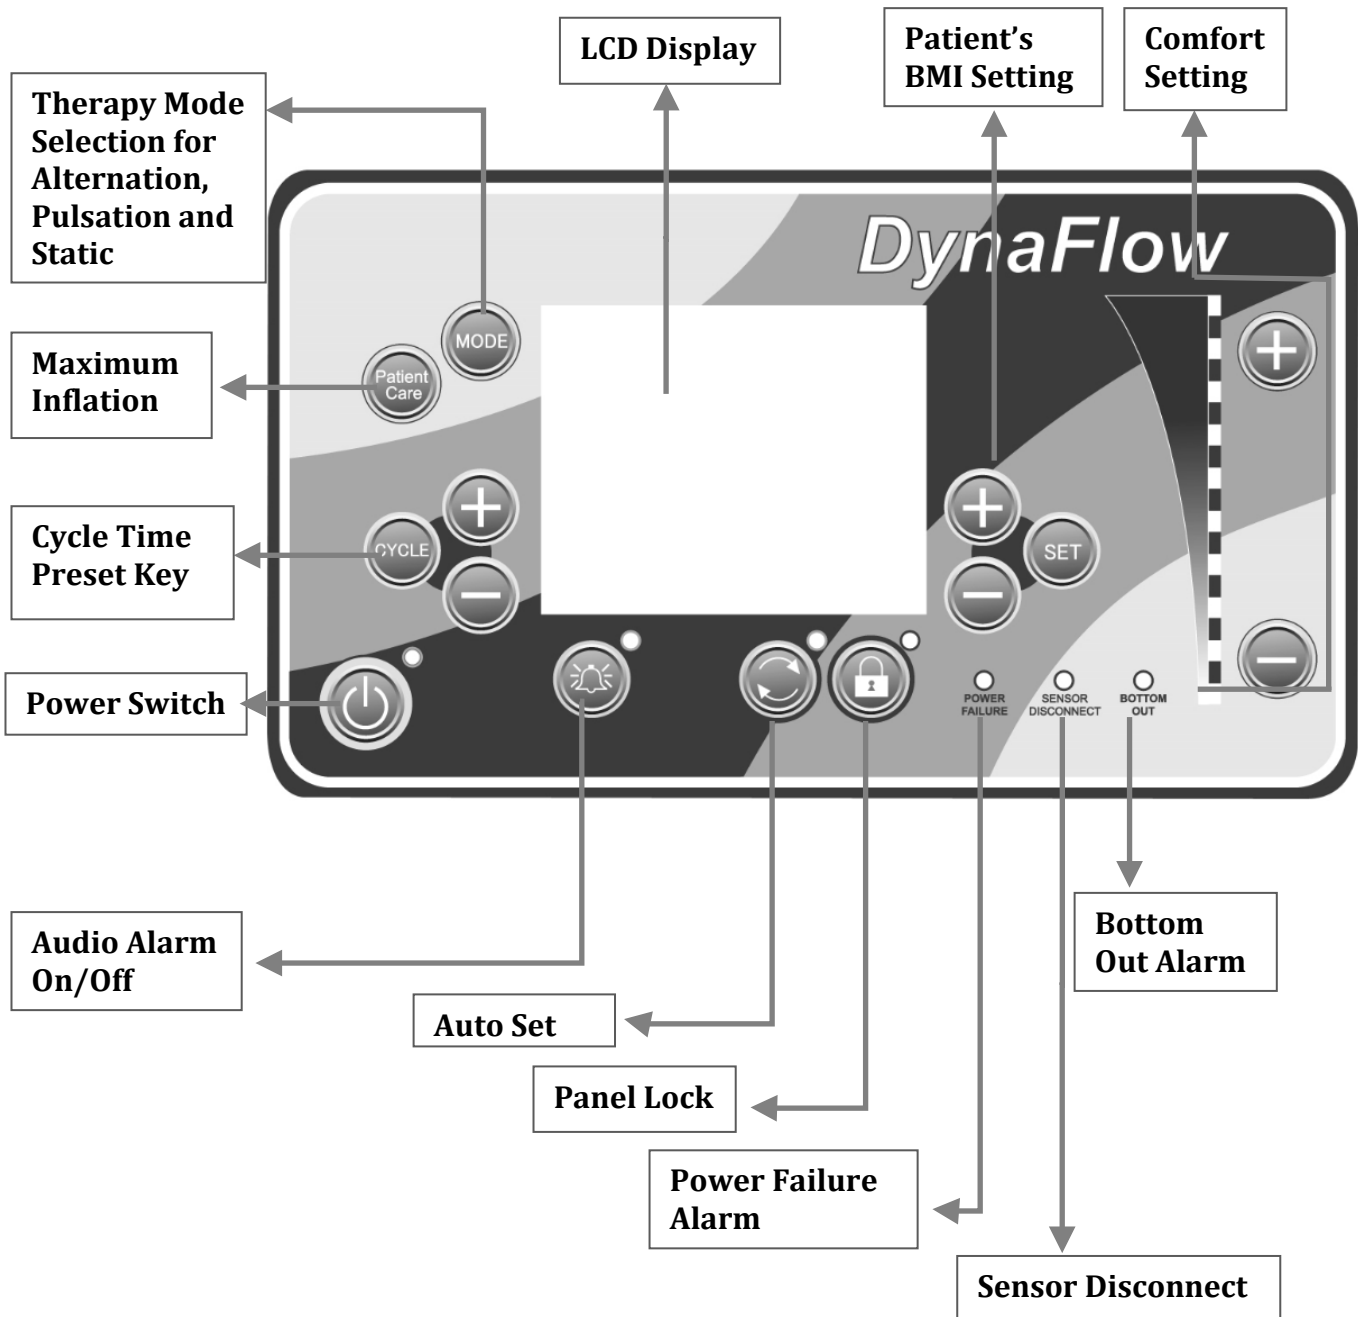 LCD Display
Patient’s
BMI Setting
Comfort
Setting
Therapy Mode
Selection for
Alternation,
Pulsation and
Static
DynaFlow
MODE
Maximum
Inflation
Patient
Care
Cycle Time
Preset Key
CYCLE
SET
Power Switch
POWER
FAILURE
SENSOR
DISCONNECT
BOTTOM
OUT
Audio Alarm
On/Off
Bottom
Out Alarm
Auto Set
Panel Lock
Power Failure
Alarm
Sensor Disconnect